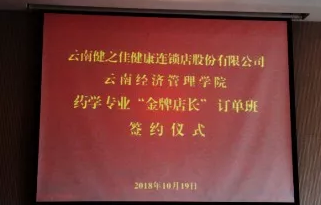 云南健之佳健康连锁店股份有限公司
云南经济管理学院
药学专业“金牌店长”订单班
签约仪式
2018年10月19日